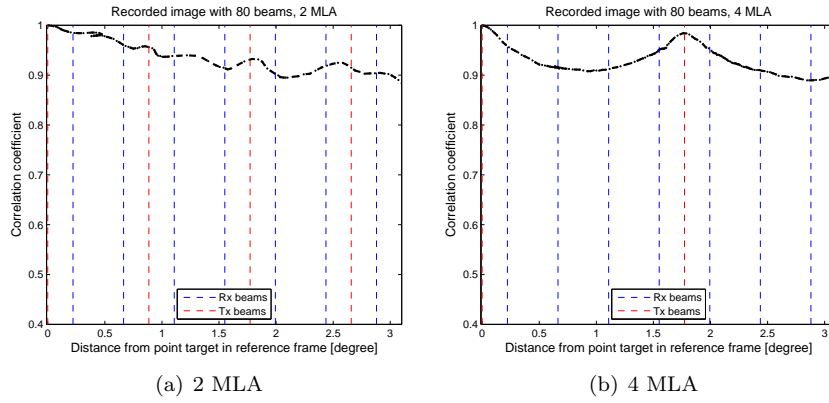 Recorded image with 80 beams, 2 MLA
1
0.9
0.8
0.7
0.6
0.5
0.4
Correlation coefficient
Rx beams
Tx beams
0 0.5 1 1.5 2 2.5 3
Distance from point target in reference frame [degree]
(a) 2 MLA
Recorded image with 80 beams, 4 MLA
1
0.9
0.8
0.7
0.6
0.5
0.4
Correlation coefficient
Rx beams
Tx beams
0 0.5 1 1.5 2 2.5 3
Distance from point target in reference frame [degree]
(b) 4 MLA